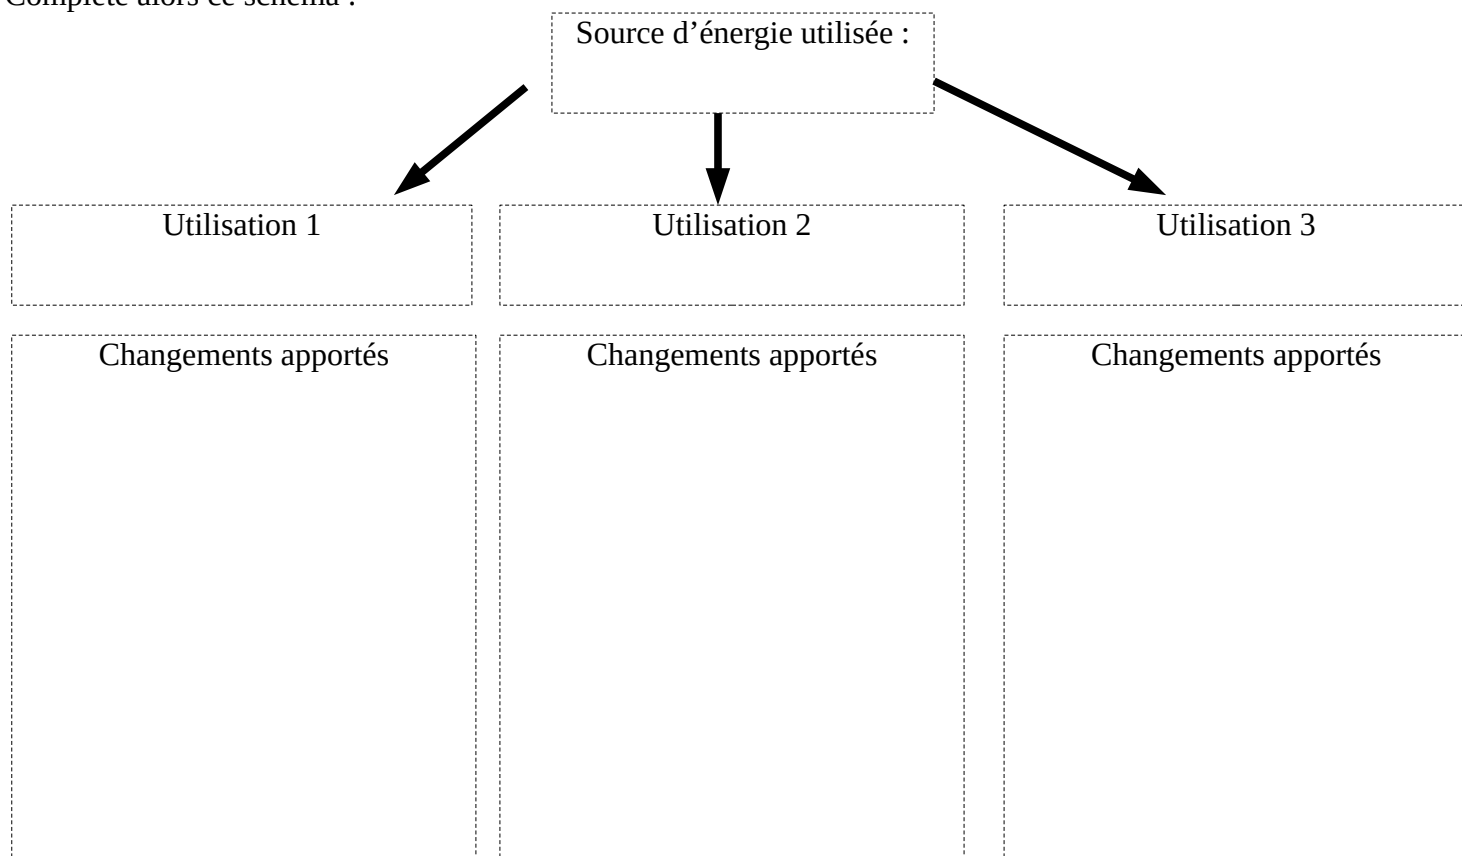 Complète alors ce schéma :
Source d’énergie utilisée :
Utilisation 1
Utilisation 2
Utilisation 3
Changements apportés
Changements apportés
Changements apportés